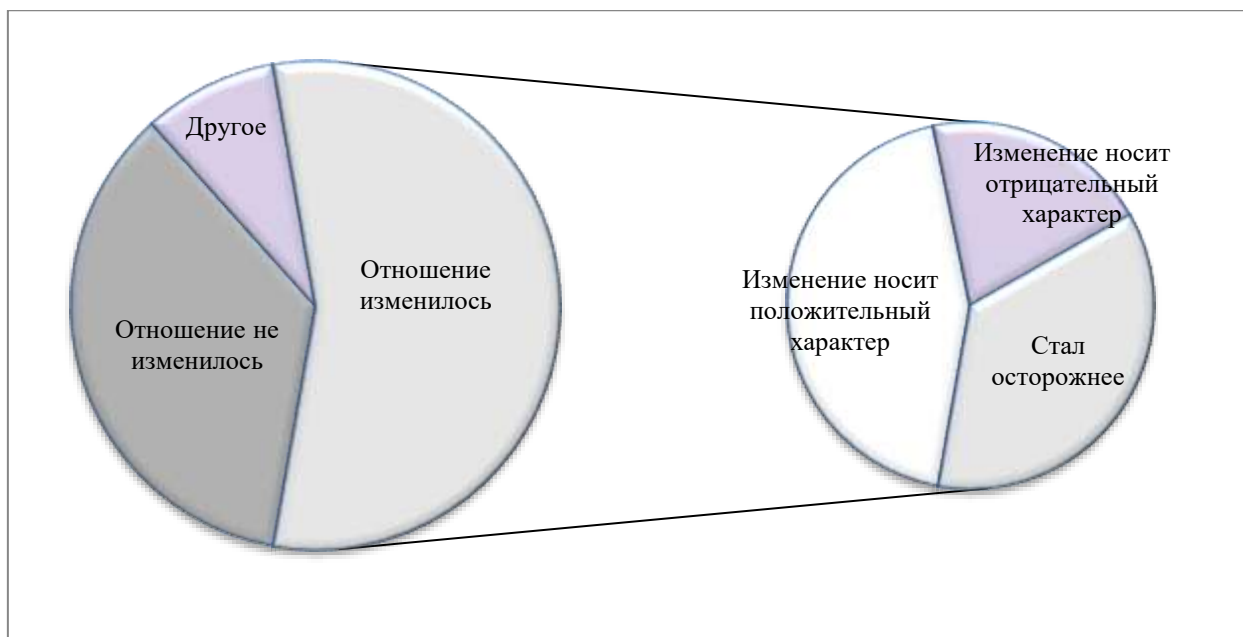 Другое
Отношение
изменилось
Отношение не
изменилось
Изменение носит
отрицательный
характер
Изменение носит
положительный
характер
Стал
осторожнее